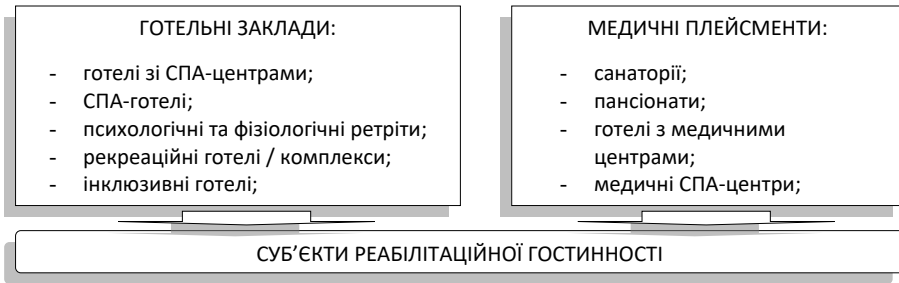 ГОТЕЛЬНІ ЗАКЛАДИ:
- готелі зі СПА-центрами;
- СПА-готелі;
- психологічні та фізіологічні ретріти;
- рекреаційні готелі / комплекси;
- інклюзивні готелі;
МЕДИЧНІ ПЛЕЙСМЕНТИ:
- санаторії;
- пансіонати;
- готелі з медичними
центрами;
- медичні СПА-центри;
СУБ’ЄКТИ РЕАБІЛІТАЦІЙНОЇ ГОСТИННОСТІ